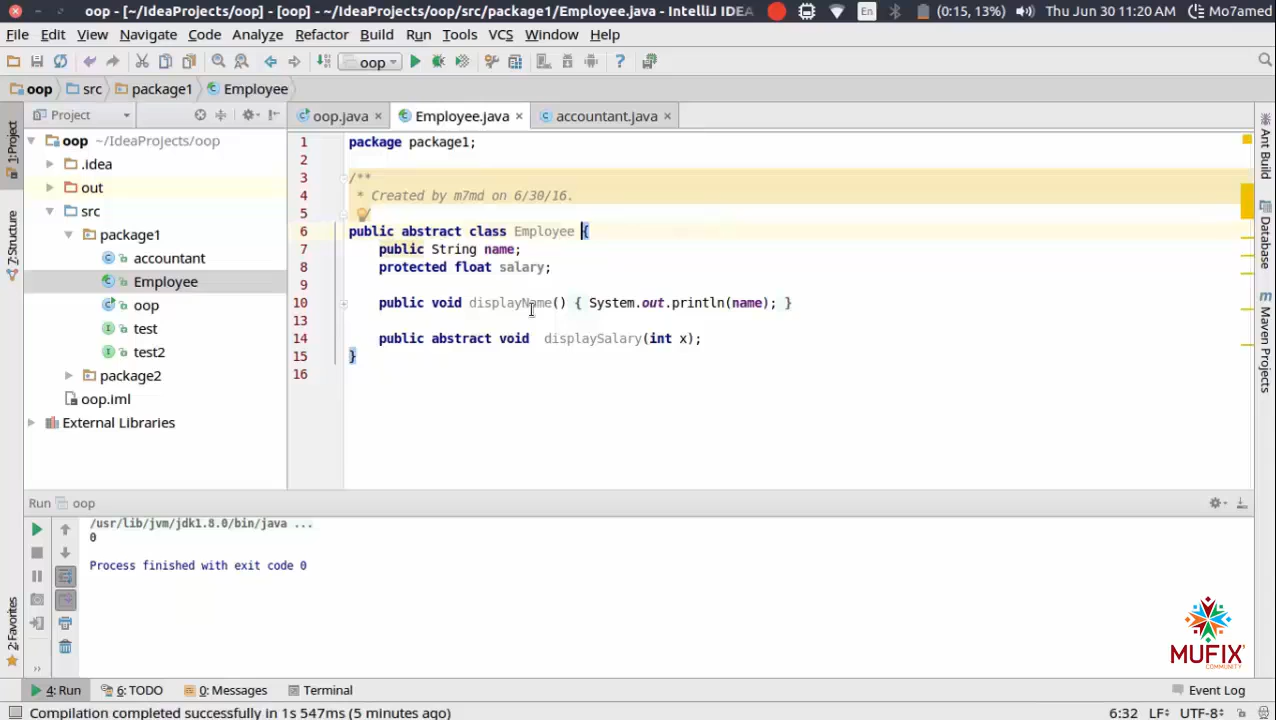 oop - [~/IdeaProjects/oop] - [oop] - ~/IdeaProjects/oop/src/package1/Employee.java - IntelliJ IDEA En (0:15, 13%) Thu Jun 30 11:20 AM Mo7amed
File Edit View Navigate Code Analyze Refactor Build Run Tools VCS Window Help
oop
oop src package1 Employee
Project
oop.java Employee.java accountant.java
1: Project
2: Structure
2: Favorites
oop ~/IdeaProjects/oop
.idea
out
src
package1
accountant
Employee
oop
test
test2
package2
oop.iml
External Libraries
1 package package1;
2
3 /**
4 * Created by m7md on 6/30/16.
5 */
6 public abstract class Employee {
7 public String name;
8 protected float salary;
9
10 public void displayName() { System.out.println(name); }
13
14 public abstract void displaySalary(int x);
15 }
16
Ant Build
Database
Maven Projects
Run oop
/usr/lib/jvm/jdk1.8.0/bin/java ...
0
Process finished with exit code 0
MUFIX
COMMUNITY
4: Run 6: TODO 0: Messages Terminal Event Log
Compilation completed successfully in 1s 547ms (5 minutes ago) 6:32 LF UTF-8